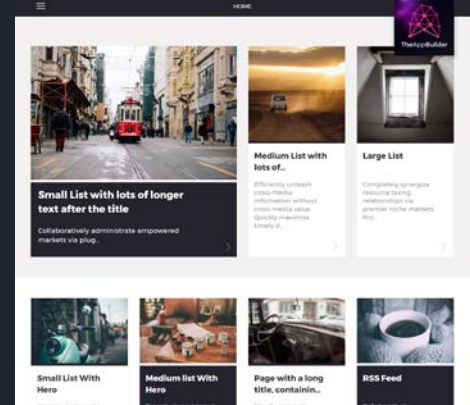 HOME
TheAppBuilder
Small List with lots of longer
text after the title
Collaboratively administrate empowered
markets via plug..
Medium List with
lots of...
Efficiently unleash
cross-media
information without
cross-media value.
Quickly maximize
timely d..
Large List
Completely synergize
resource taxing
relationships via
premier niche markets.
Pro..
Small List With
Hero
Medium list With
Hero
Page with a long
title, containin...
RSS Feed